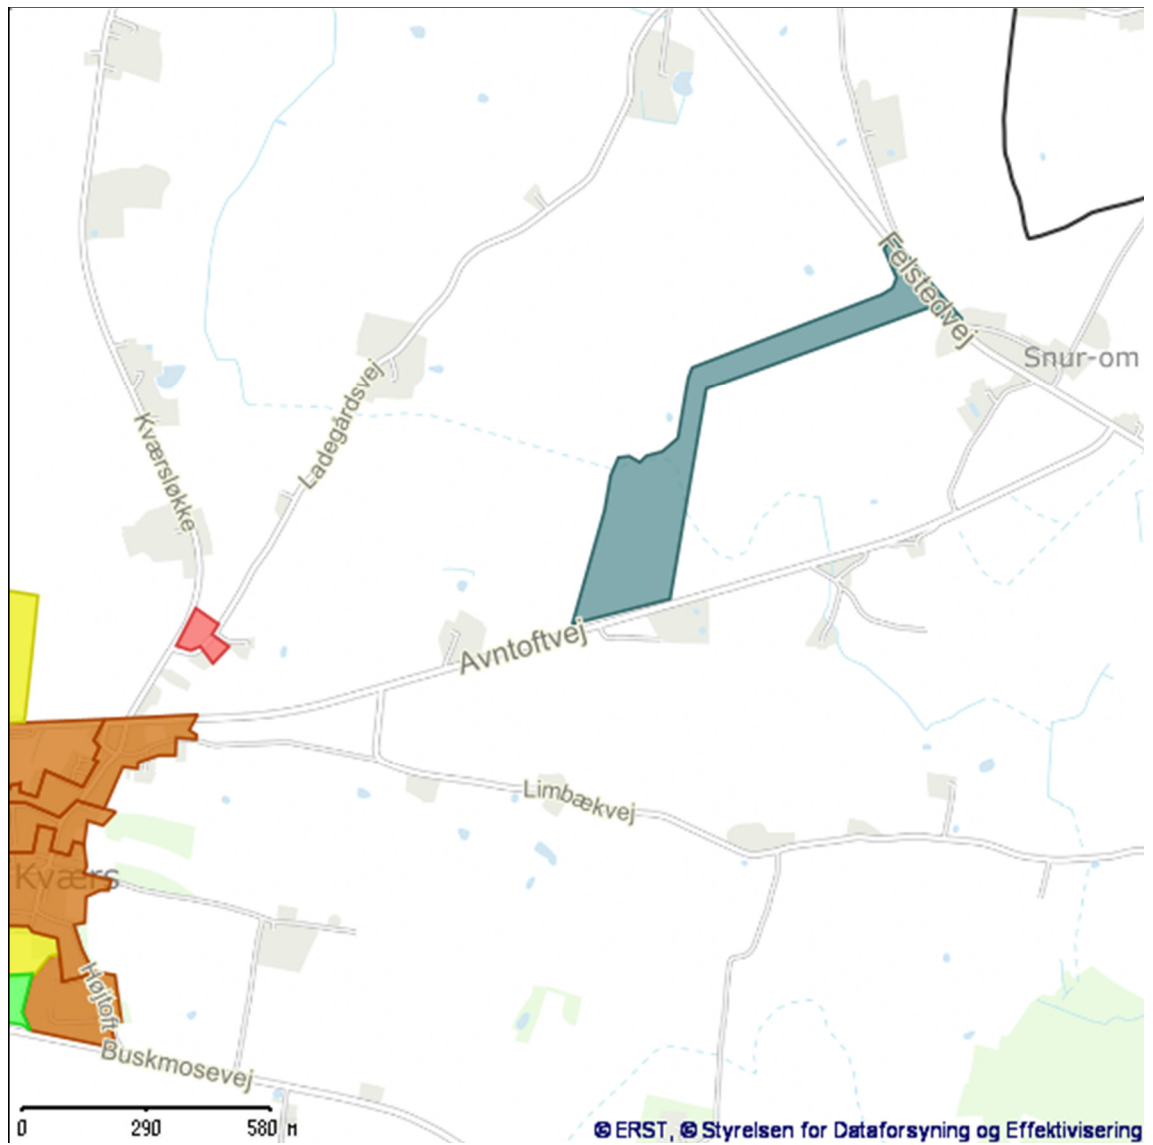 Felstedvej
Snur-om
Ladegårdsvej
Kværsløkke
Avntoftvej
Limbækvej
Kværs
Højtoft
Buskmosevej
0 290 580 M
© ERST, © Styrelsen for Dataforsyning og Effektivisering